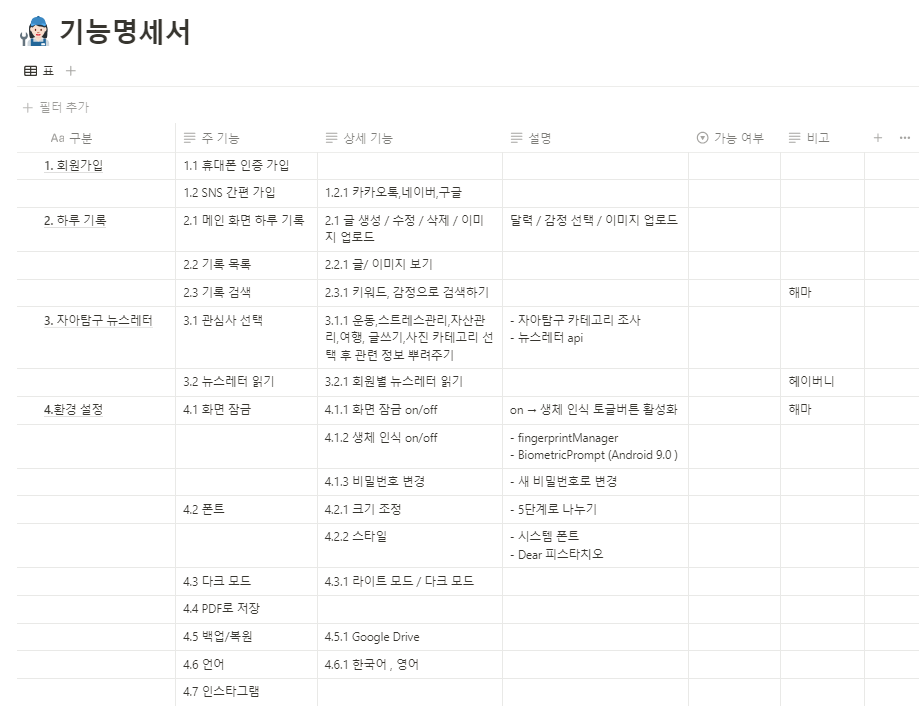 기능명세서
표
필터 추가
Aa 구분 주 기능 상세 기능 설명 가능 여부 비고
1. 회원가입 1.1 휴대폰 인증 가입
1.2 SNS 간편 가입 1.2.1 카카오톡,네이버,구글
2. 하루 기록 2.1 메인 화면 하루 기록 2.1 글 생성 / 수정 / 삭제 / 이미 달력 / 감정 선택 / 이미지 업로드
지 업로드
2.2 기록 목록 2.2.1 글/ 이미지 보기
2.3 기록 검색 2.3.1 키워드, 감정으로 검색하기 해마
3. 자아탐구 뉴스레터 3.1 관심사 선택 3.1.1 운동,스트레스관리,자산관 - 자아탐구 카테고리 조사
리,여행, 글쓰기,사진 카테고리 선 - 뉴스레터 api
택 후 관련 정보 뿌려주기
3.2 뉴스레터 읽기 3.2.1 회원별 뉴스레터 읽기 헤이버니
4.환경 설정 4.1 화면 잠금 4.1.1 화면 잠금 on/off on → 생체 인식 토글버튼 활성화 해마
4.1.2 생체 인식 on/off - fingerprintManager
- BiometricPrompt (Android 9.0 )
4.1.3 비밀번호 변경 - 새 비밀번호로 변경
4.2 폰트 4.2.1 크기 조정 - 5단계로 나누기
4.2.2 스타일 - 시스템 폰트
- Dear 피스타치오
4.3 다크 모드 4.3.1 라이트 모드 / 다크 모드
4.4 PDF로 저장
4.5 백업/복원 4.5.1 Google Drive
4.6 언어 4.6.1 한국어 , 영어
4.7 인스타그램